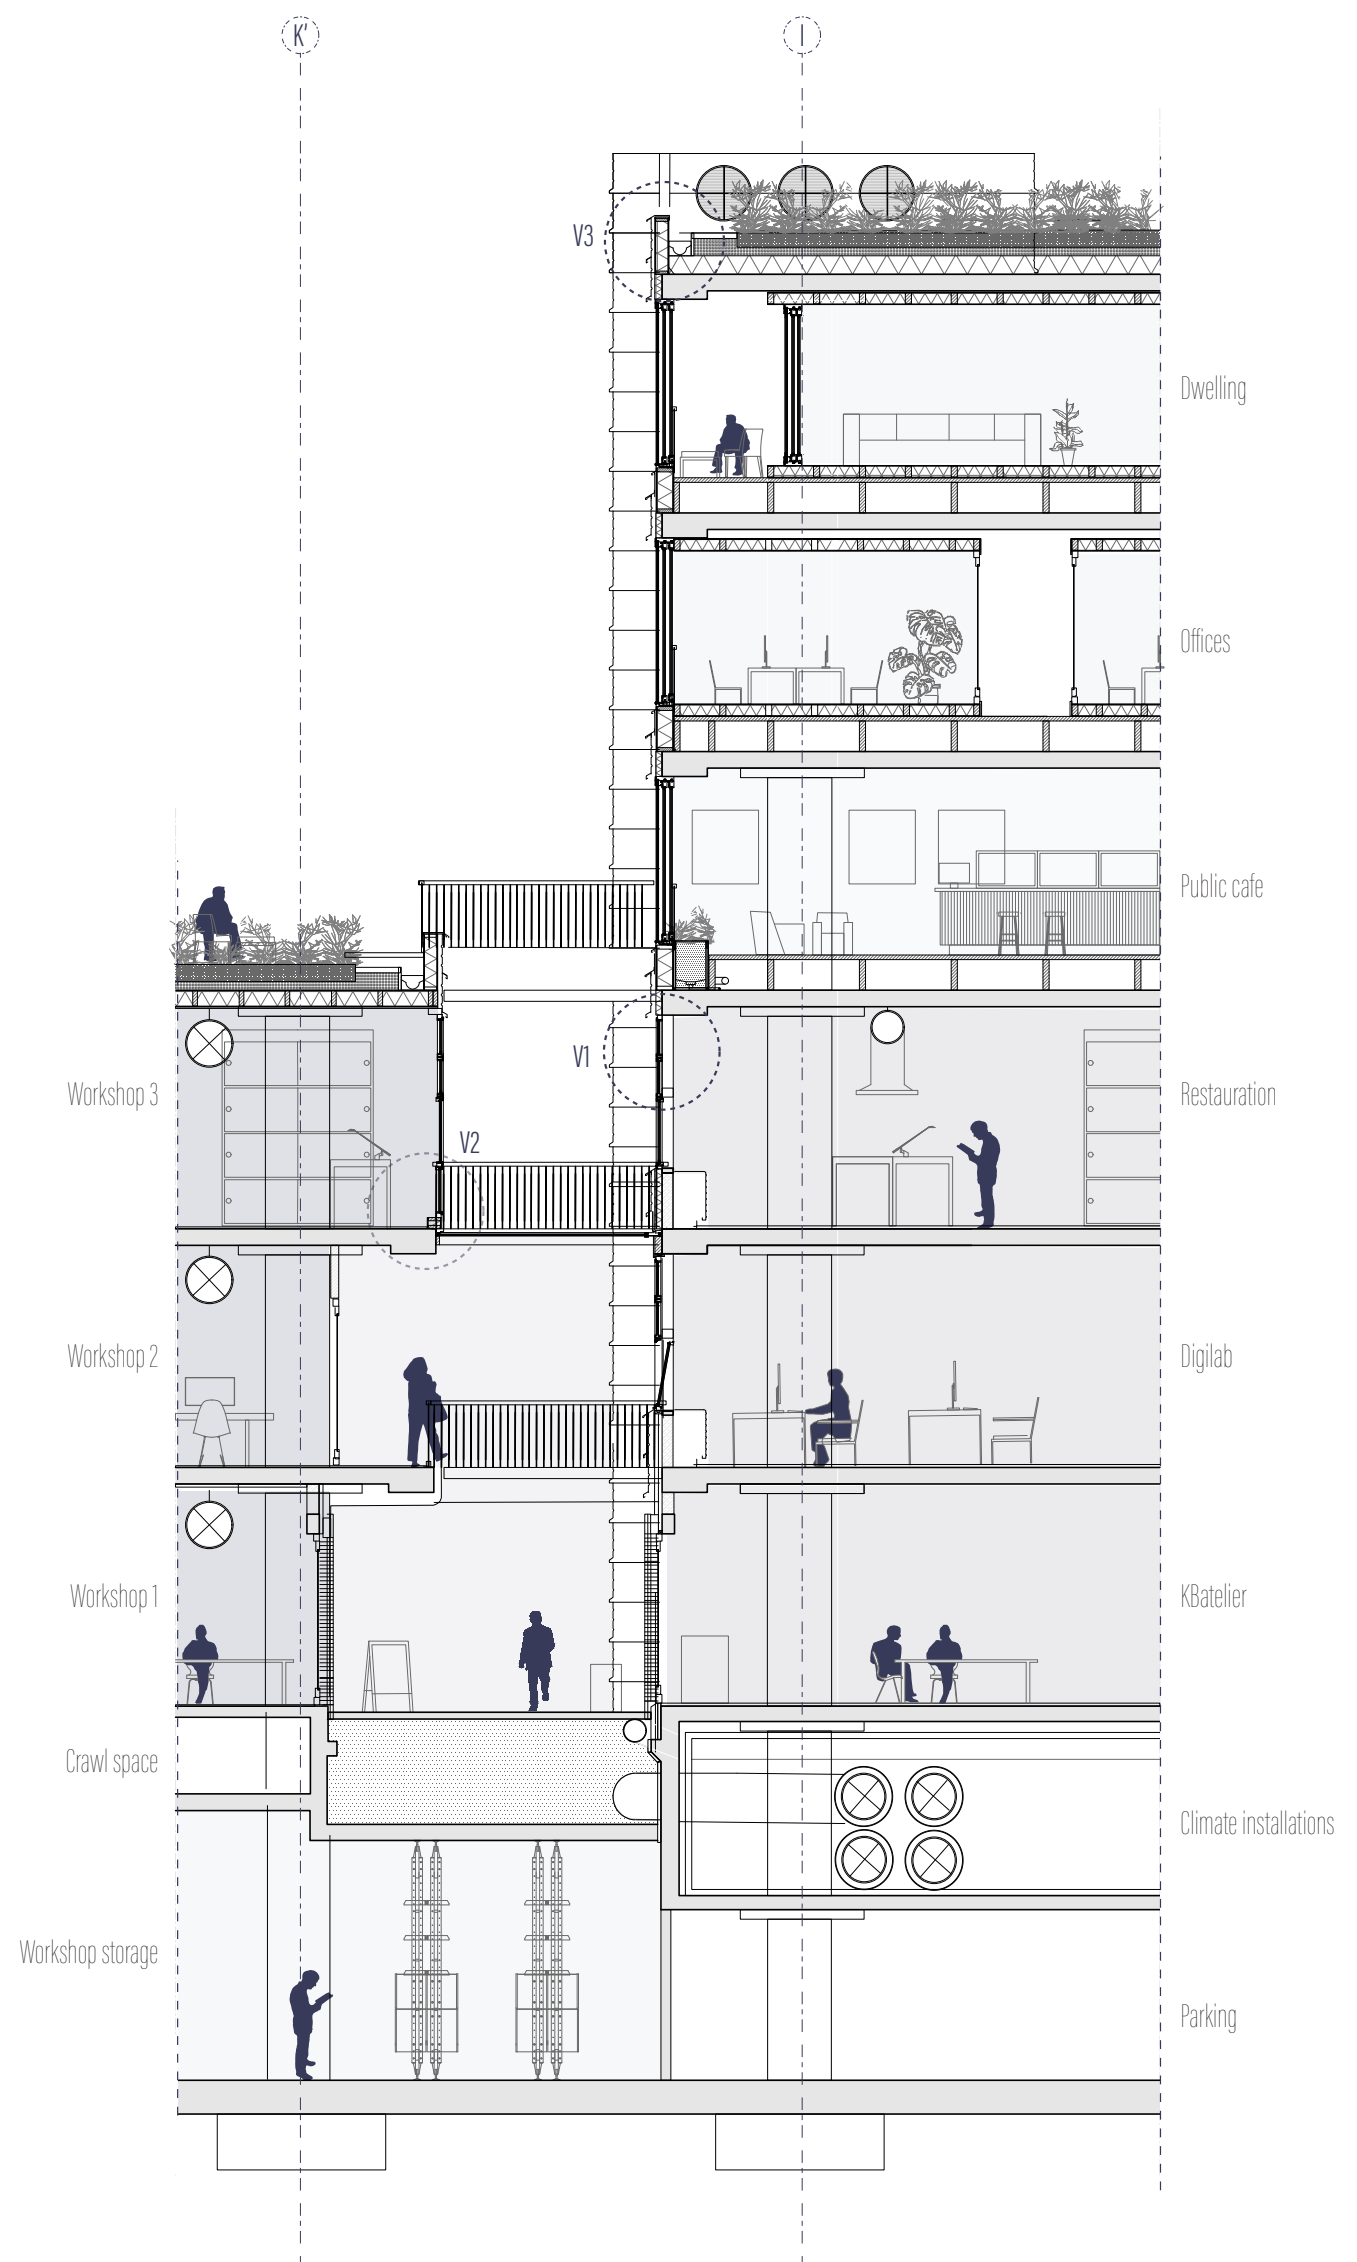 K'
I
V3
Dwelling
Offices
Public cafe
V1
Workshop 3
Restauration
V2
Workshop 2
Digilab
Workshop 1
KBatelier
Crawl space
Climate installations
Workshop storage
Parking